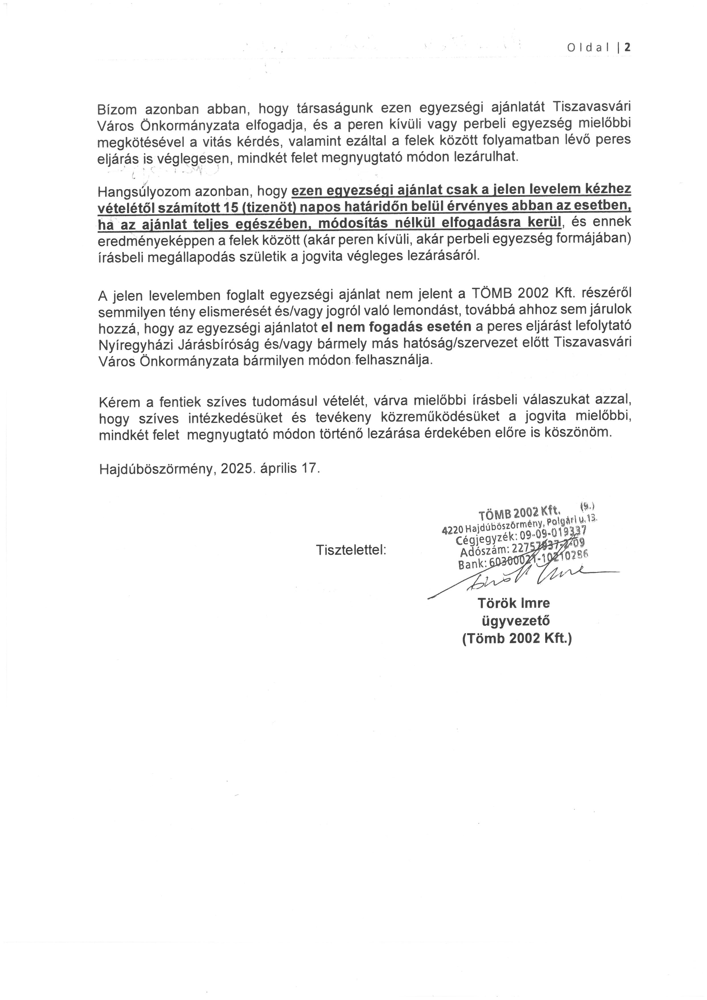 Oldal | 2
Bízom azonban abban, hogy társaságunk ezen egyezségi ajánlatát Tiszavasvári
Város Önkormányzata elfogadja, és a peren kívüli vagy perbeli egyezség mielőbbi
megkötésével a vitás kérdés, valamint ezáltal a felek között folyamatban lévő peres
eljárás is véglegesen, mindkét felet megnyugtató módon lezárulhat.
Hangsúlyozom azonban, hogy ezen egyezségi ajánlat csak a jelen levelem kézhez
vételétől számított 15 (tizenöt) napos határidőn belül érvényes abban az esetben,
ha az ajánlat teljes egészében, módosítás nélkül elfogadásra kerül, és ennek
eredményeképpen a felek között (akár peren kívüli, akár perbeli egyezség formájában)
írásbeli megállapodás születik a jogvita végleges lezárásáról.
A jelen levelemben foglalt egyezségi ajánlat nem jelent a TÖMB 2002 Kft. részéről
semmilyen tény elismerését és/vagy jogról való lemondást, továbbá ahhoz sem járulok
hozzá, hogy az egyezségi ajánlatot el nem fogadás esetén a peres eljárást lefolytató
Nyíregyházi Járásbíróság és/vagy bármely más hatóság/szervezet előtt Tiszavasvári
Város Önkormányzata bármilyen módon felhasználja.
Kérem a fentiek szíves tudomásul vételét, várva mielőbbi írásbeli válaszukat azzal,
hogy szíves intézkedésüket és tevékeny közreműködésüket a jogvita mielőbbi,
mindkét felet megnyugtató módon történő lezárása érdekében előre is köszönöm.
Hajdúböszörmény, 2025. április 17.
TÖMB 2002 Kft. (9.)
4220 Hajdúböszörmény, Polgári u. 13.
Cégjegyzék: 09-09-019337
Adószám: 22757937-2-09
Bank: 60300021-10210286
Tisztelettel:
Török Imre
Török Imre
ügyvezető
(Tömb 2002 Kft.)